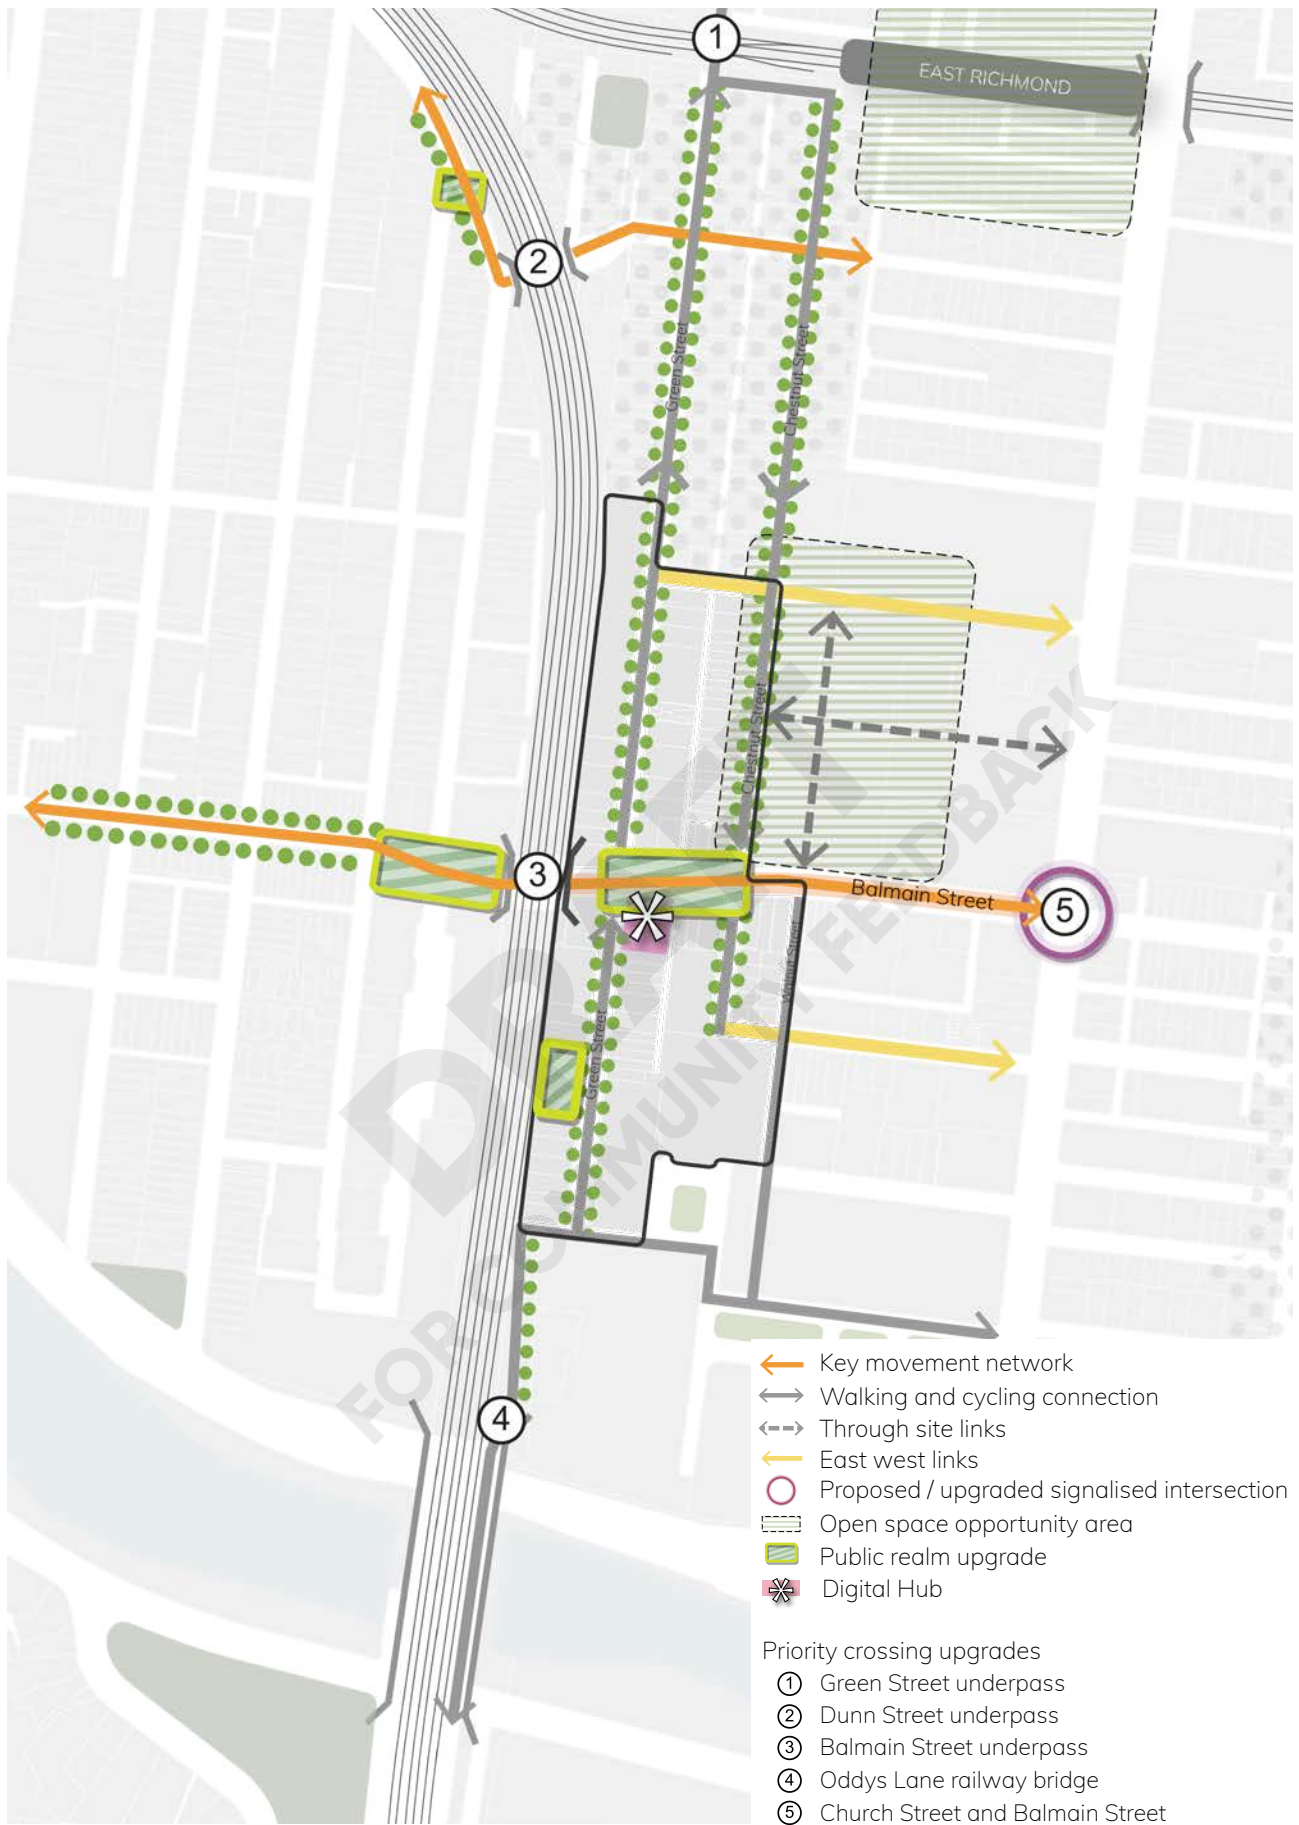 1
EAST RICHMOND
2
Green Street
Chestnut Street
Chestnut Street
3
Balmain Street
5
Walnut Street
Green Street
DRAFT
FOR COMMUNITY FEEDBACK
4
Key movement network
Walking and cycling connection
Through site links
East west links
Proposed / upgraded signalised intersection
Open space opportunity area
Public realm upgrade
Digital Hub
Priority crossing upgrades
1 Green Street underpass
2 Dunn Street underpass
3 Balmain Street underpass
4 Oddys Lane railway bridge
5 Church Street and Balmain Street